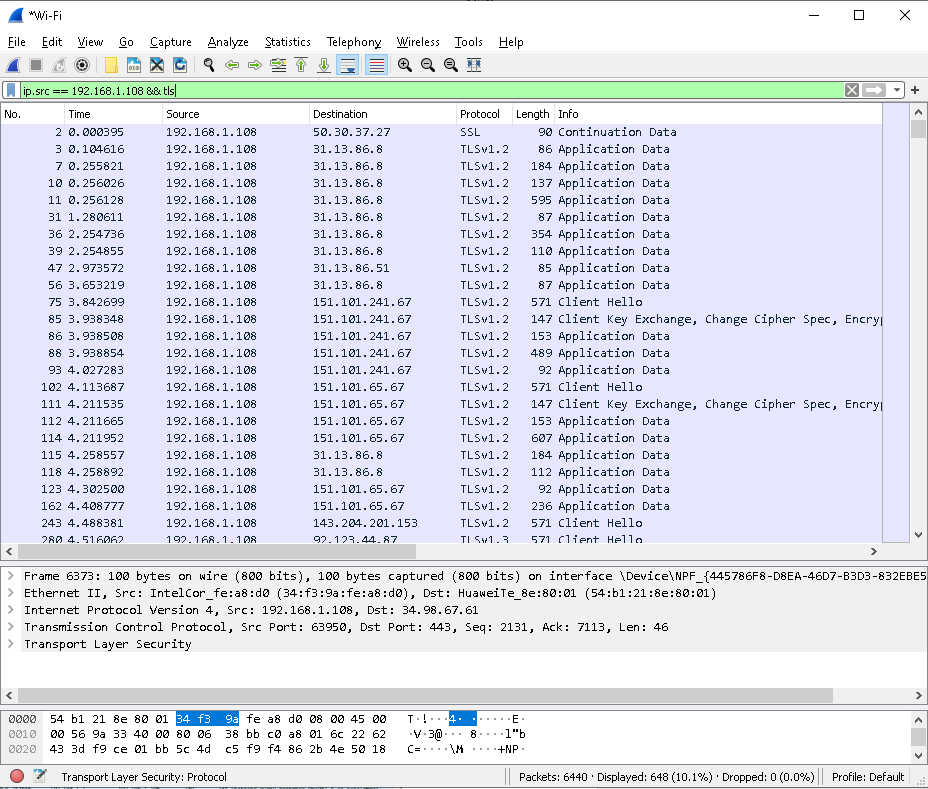 *Wi-Fi
File Edit View Go Capture Analyze Statistics Telephony Wireless Tools Help
ip.src == 192.168.1.108 && tls
No. Time Source Destination Protocol Length Info
2 0.000395 192.168.1.108 50.30.37.27 SSL 90 Continuation Data
3 0.104616 192.168.1.108 31.13.86.8 TLSv1.2 86 Application Data
7 0.255821 192.168.1.108 31.13.86.8 TLSv1.2 184 Application Data
10 0.256026 192.168.1.108 31.13.86.8 TLSv1.2 137 Application Data
11 0.256128 192.168.1.108 31.13.86.8 TLSv1.2 595 Application Data
31 1.280611 192.168.1.108 31.13.86.8 TLSv1.2 87 Application Data
36 2.254736 192.168.1.108 31.13.86.8 TLSv1.2 354 Application Data
39 2.254855 192.168.1.108 31.13.86.8 TLSv1.2 110 Application Data
47 2.973572 192.168.1.108 31.13.86.51 TLSv1.2 85 Application Data
56 3.653219 192.168.1.108 31.13.86.8 TLSv1.2 87 Application Data
75 3.842699 192.168.1.108 151.101.241.67 TLSv1.2 571 Client Hello
85 3.938348 192.168.1.108 151.101.241.67 TLSv1.2 147 Client Key Exchange, Change Cipher Spec, Encryp
86 3.938508 192.168.1.108 151.101.241.67 TLSv1.2 153 Application Data
88 3.938854 192.168.1.108 151.101.241.67 TLSv1.2 489 Application Data
93 4.027283 192.168.1.108 151.101.241.67 TLSv1.2 92 Application Data
102 4.113687 192.168.1.108 151.101.65.67 TLSv1.2 571 Client Hello
111 4.211535 192.168.1.108 151.101.65.67 TLSv1.2 147 Client Key Exchange, Change Cipher Spec, Encryp
112 4.211665 192.168.1.108 151.101.65.67 TLSv1.2 153 Application Data
114 4.211952 192.168.1.108 151.101.65.67 TLSv1.2 607 Application Data
115 4.258557 192.168.1.108 31.13.86.8 TLSv1.2 184 Application Data
118 4.258892 192.168.1.108 31.13.86.8 TLSv1.2 112 Application Data
123 4.302500 192.168.1.108 151.101.65.67 TLSv1.2 92 Application Data
162 4.408777 192.168.1.108 151.101.65.67 TLSv1.2 236 Application Data
243 4.488381 192.168.1.108 143.204.201.153 TLSv1.2 571 Client Hello
280 4.516062 192.168.1.108 92.123.44.87 TLSv1.3 571 Client Hello
Frame 6373: 100 bytes on wire (800 bits), 100 bytes captured (800 bits) on interface \Device\NPF_{445786F8-D8EA-46D7-B3D3-832EBE5
Ethernet II, Src: IntelCor_fe:a8:d0 (34:f3:9a:fe:a8:d0), Dst: HuaweiTe_8e:80:01 (54:b1:21:8e:80:01)
Internet Protocol Version 4, Src: 192.168.1.108, Dst: 34.98.67.61
Transmission Control Protocol, Src Port: 63950, Dst Port: 443, Seq: 2131, Ack: 7113, Len: 46
Transport Layer Security
0000 54 b1 21 8e 80 01 34 f3 9a fe a8 d0 08 00 45 00 T·!···4· ······E·
0010 00 56 9a 33 40 00 80 06 38 bb c0 a8 01 6c 22 62 ·V·3@··· 8····l"b
0020 43 3d f9 ce 01 bb 5c 4d c5 f9 f4 86 2b 4e 50 18 C=····\M ····+NP·
Transport Layer Security: Protocol Packets: 6440 · Displayed: 648 (10.1%) · Dropped: 0 (0.0%) Profile: Default